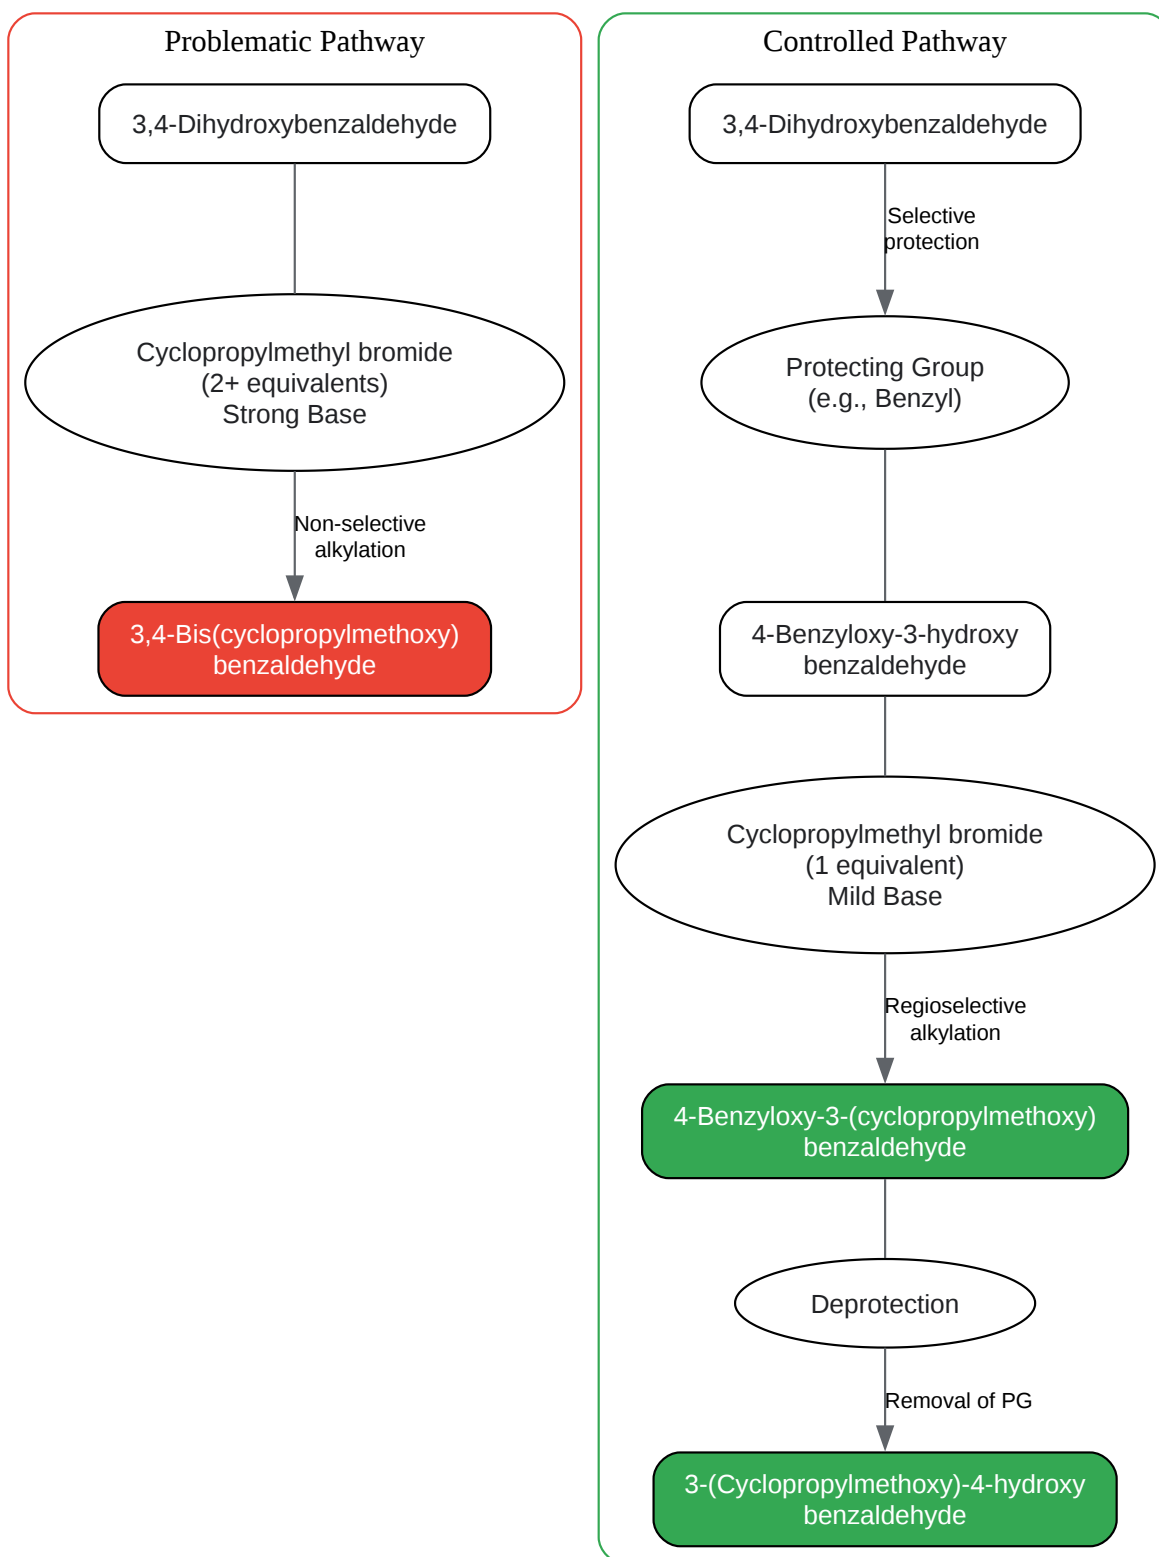 Problematic Pathway
3,4-Dihydroxybenzaldehyde
Cyclopropylmethyl bromide
(2+ equivalents)
Strong Base
Non-selective
alkylation
3,4-Bis(cyclopropylmethoxy)
benzaldehyde
Controlled Pathway
3,4-Dihydroxybenzaldehyde
Selective
protection
Protecting Group
(e.g., Benzyl)
4-Benzyloxy-3-hydroxy
benzaldehyde
Cyclopropylmethyl bromide
(1 equivalent)
Mild Base
Regioselective
alkylation
4-Benzyloxy-3-(cyclopropylmethoxy)
benzaldehyde
Deprotection
Removal of PG
3-(Cyclopropylmethoxy)-4-hydroxy
benzaldehyde